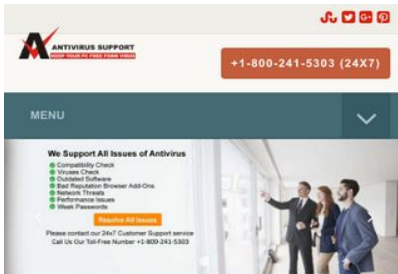 ANTIVIRUS SUPPORT
KEEP YOUR PC FREE FORM VIRUS
+1-800-241-5303 (24X7)
MENU
We Support All Issues of Antivirus
Compatibility Check
Viruses Check
Outdated Software
Bad Reputation Browser Add-Ons
Network Threats
Performance Issues
Week Passwords
Resolve All Issues
Please contact our 24x7 Customer Support service
Call Us Our Toll-Free Number +1-800-241-5303